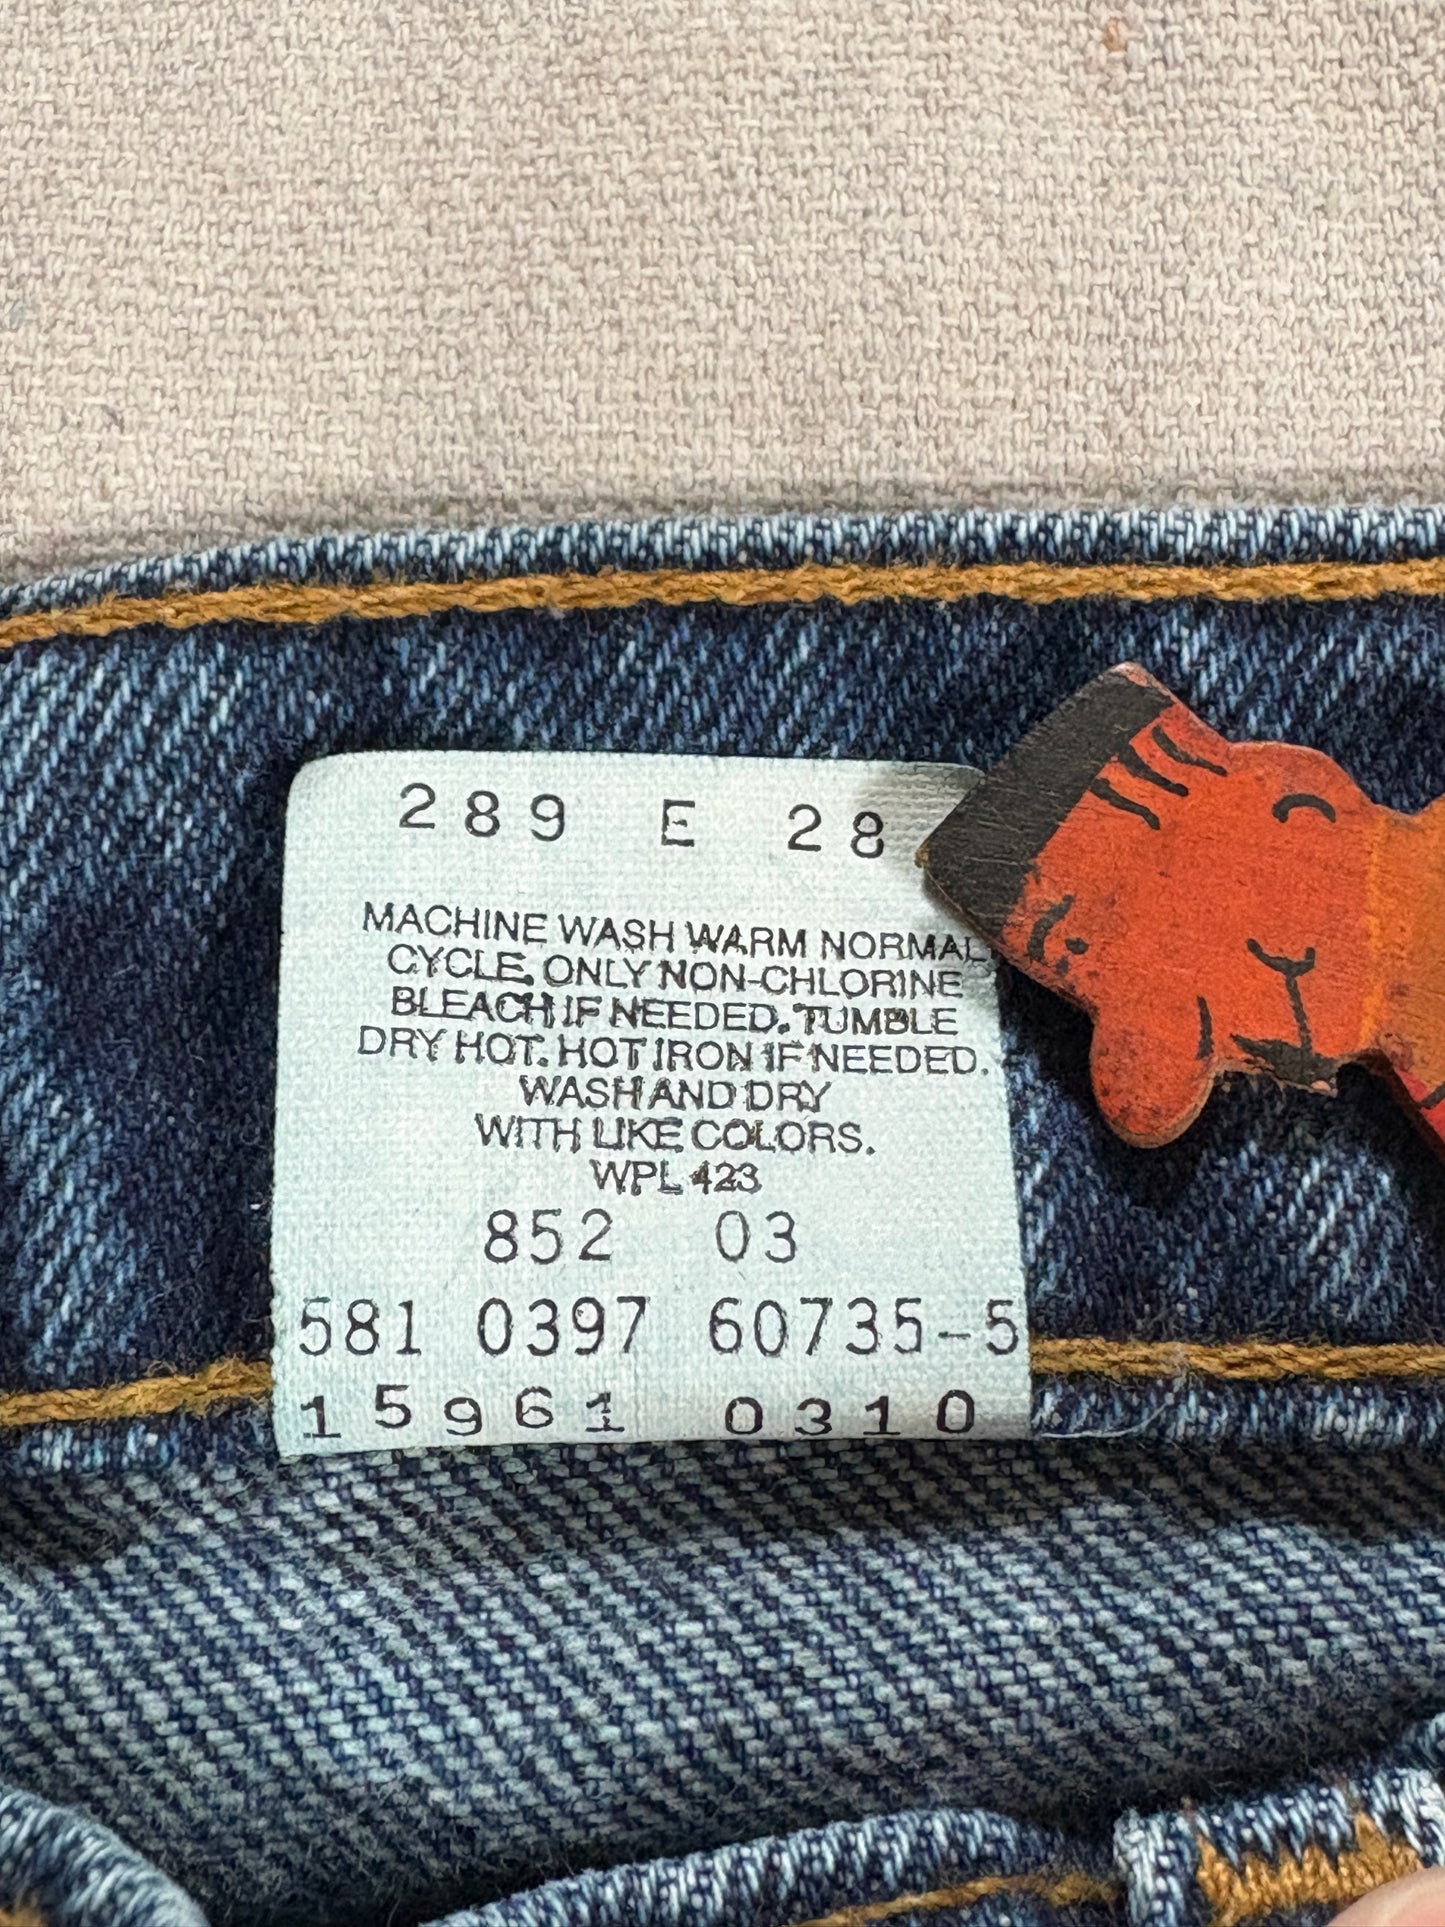 289 E 28
MACHINE WASH WARM NORMAL
CYCLE. ONLY NON-CHLORINE
BLEACH IF NEEDED. TUMBLE
DRY HOT. HOT IRON IF NEEDED.
WASH AND DRY
WITH LIKE COLORS.
WPL 423
852 03
581 0397 60735-5
15961 0310